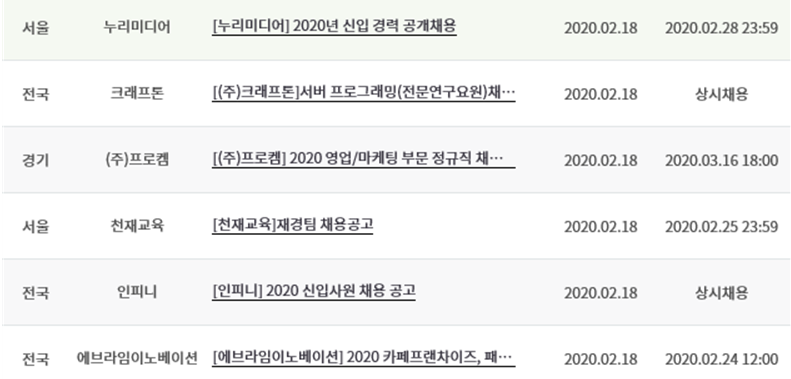 서울 누리미디어 [누리미디어] 2020년 신입 경력 공개채용 2020.02.18 2020.02.28 23:59
전국 크래프톤 [(주)크래프톤]서버 프로그래밍(전문연구요원)채… 2020.02.18 상시채용
경기 (주)프로켐 [(주)프로켐] 2020 영업/마케팅 부문 정규직 채… 2020.02.18 2020.03.16 18:00
서울 천재교육 [천재교육]재경팀 채용공고 2020.02.18 2020.02.25 23:59
전국 인피니 [인피니] 2020 신입사원 채용 공고 2020.02.18 상시채용
전국 에브라임이노베이션 [에브라임이노베이션] 2020 카페프랜차이즈, 패… 2020.02.18 2020.02.24 12:00